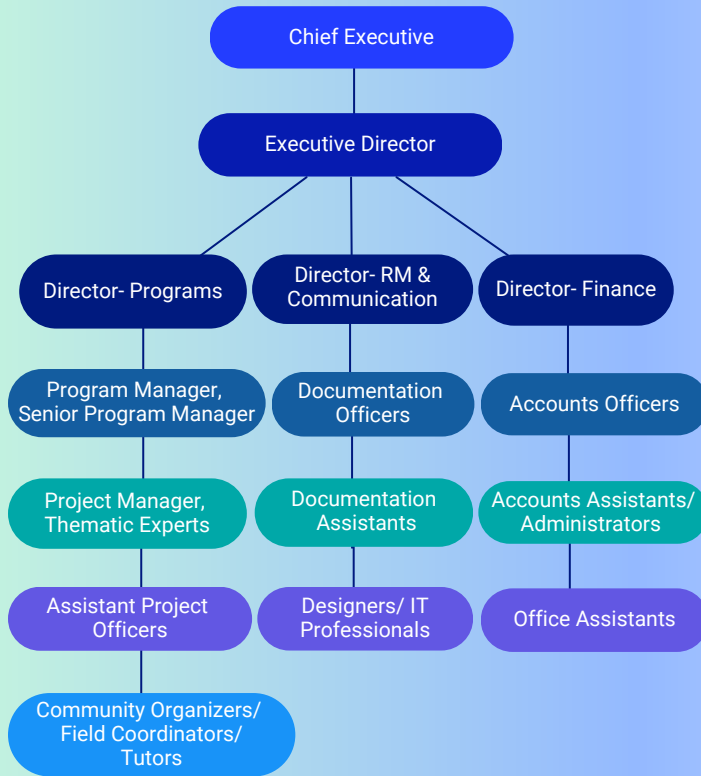 Chief Executive
Executive Director
Director- Programs
Director- RM &
Communication
Director- Finance
Program Manager,
Senior Program Manager
Documentation
Officers
Accounts Officers
Project Manager,
Thematic Experts
Documentation
Assistants
Accounts Assistants/
Administrators
Assistant Project
Officers
Designers/ IT
Professionals
Office Assistants
Community Organizers/
Field Coordinators/
Tutors